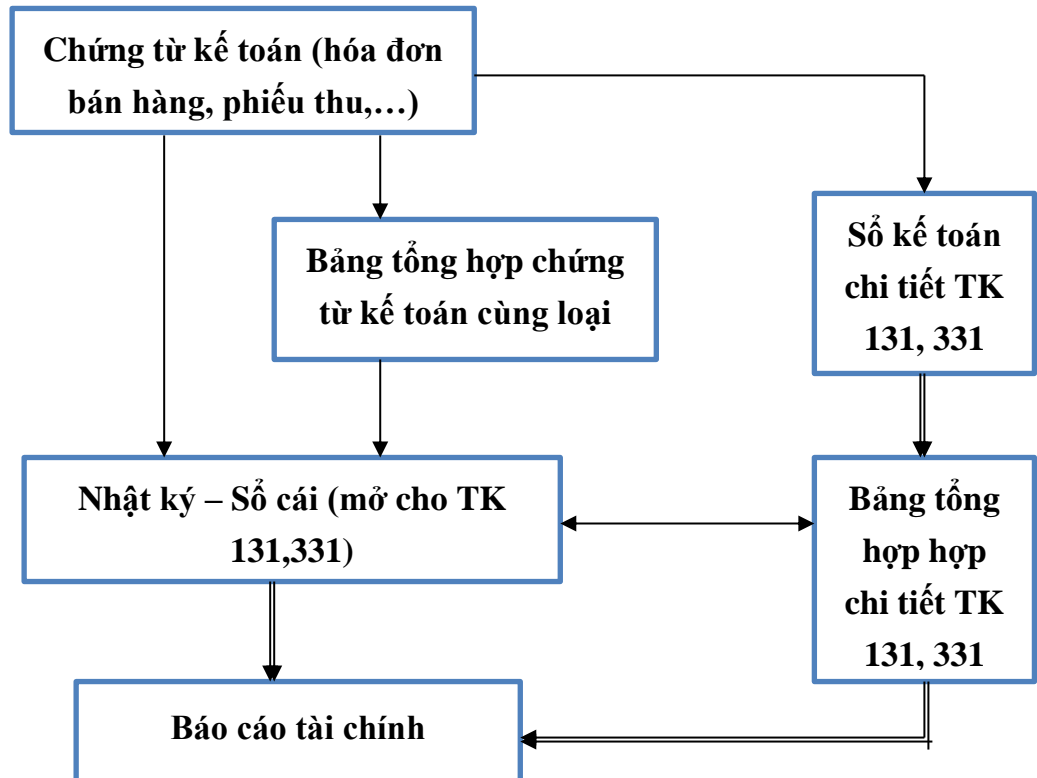 Chứng từ kế toán (hóa đơn
bán hàng, phiếu thu,…)
Sổ kế toán
chi tiết TK
131, 331
Bảng tổng hợp chứng
từ kế toán cùng loại
Nhật ký – Sổ cái (mở cho TK
131,331)
Bảng tổng
hợp hợp
chi tiết TK
131, 331
Báo cáo tài chính